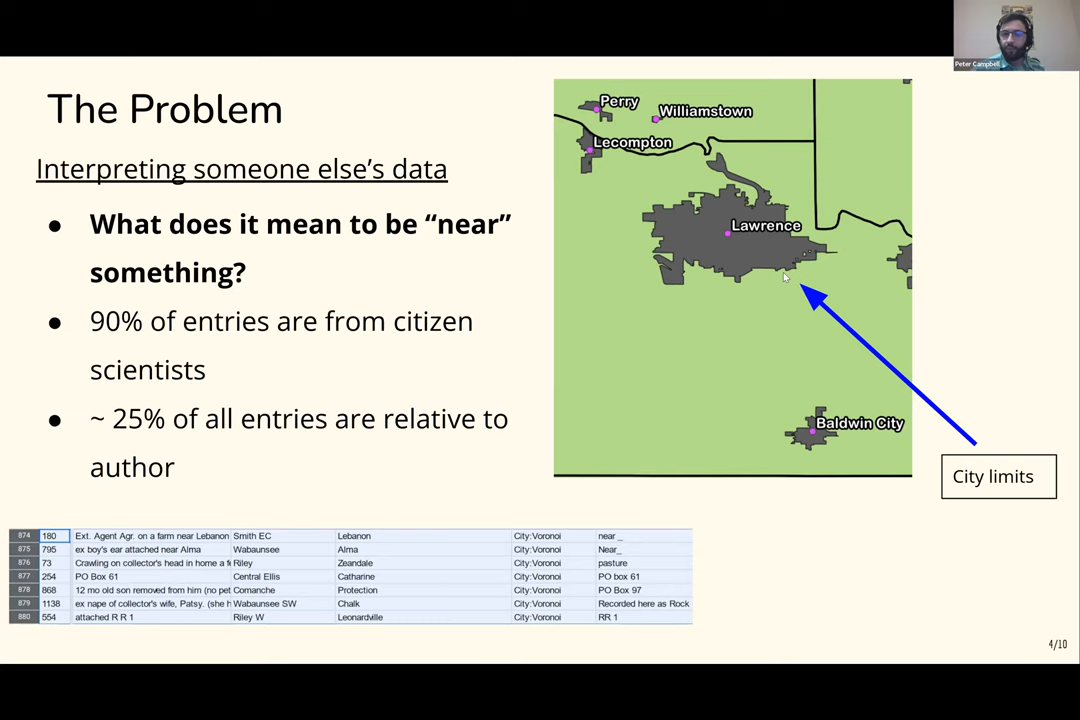 Peter Campbell
The Problem
Interpreting someone else's data
● What does it mean to be “near”
something?
● 90% of entries are from citizen
scientists
● ~ 25% of all entries are relative to
author
Perry
Williamstown
Lecompton
Lawrence
Baldwin City
City limits
874 180 Ext. Agent Agr. on a farm near Lebanon Smith EC Lebanon City:Voronoi near _
875 795 ex boy's ear attached near Alma Wabaunsee Alma City:Voronoi Near_
876 73 Crawling on collector's head in home a f Riley Zeandale City:Voronoi pasture
877 254 PO Box 61 Central Ellis Catharine City:Voronoi PO box 61
878 868 12 mo old son removed from him (no pet Comanche Protection City:Voronoi PO Box 97
879 1138 ex nape of collector's wife, Patsy. (she h Wabaunsee SW Chalk City:Voronoi Recorded here as Rock
880 554 attached R R 1 Riley W Leonardville City:Voronoi RR 1
4/10